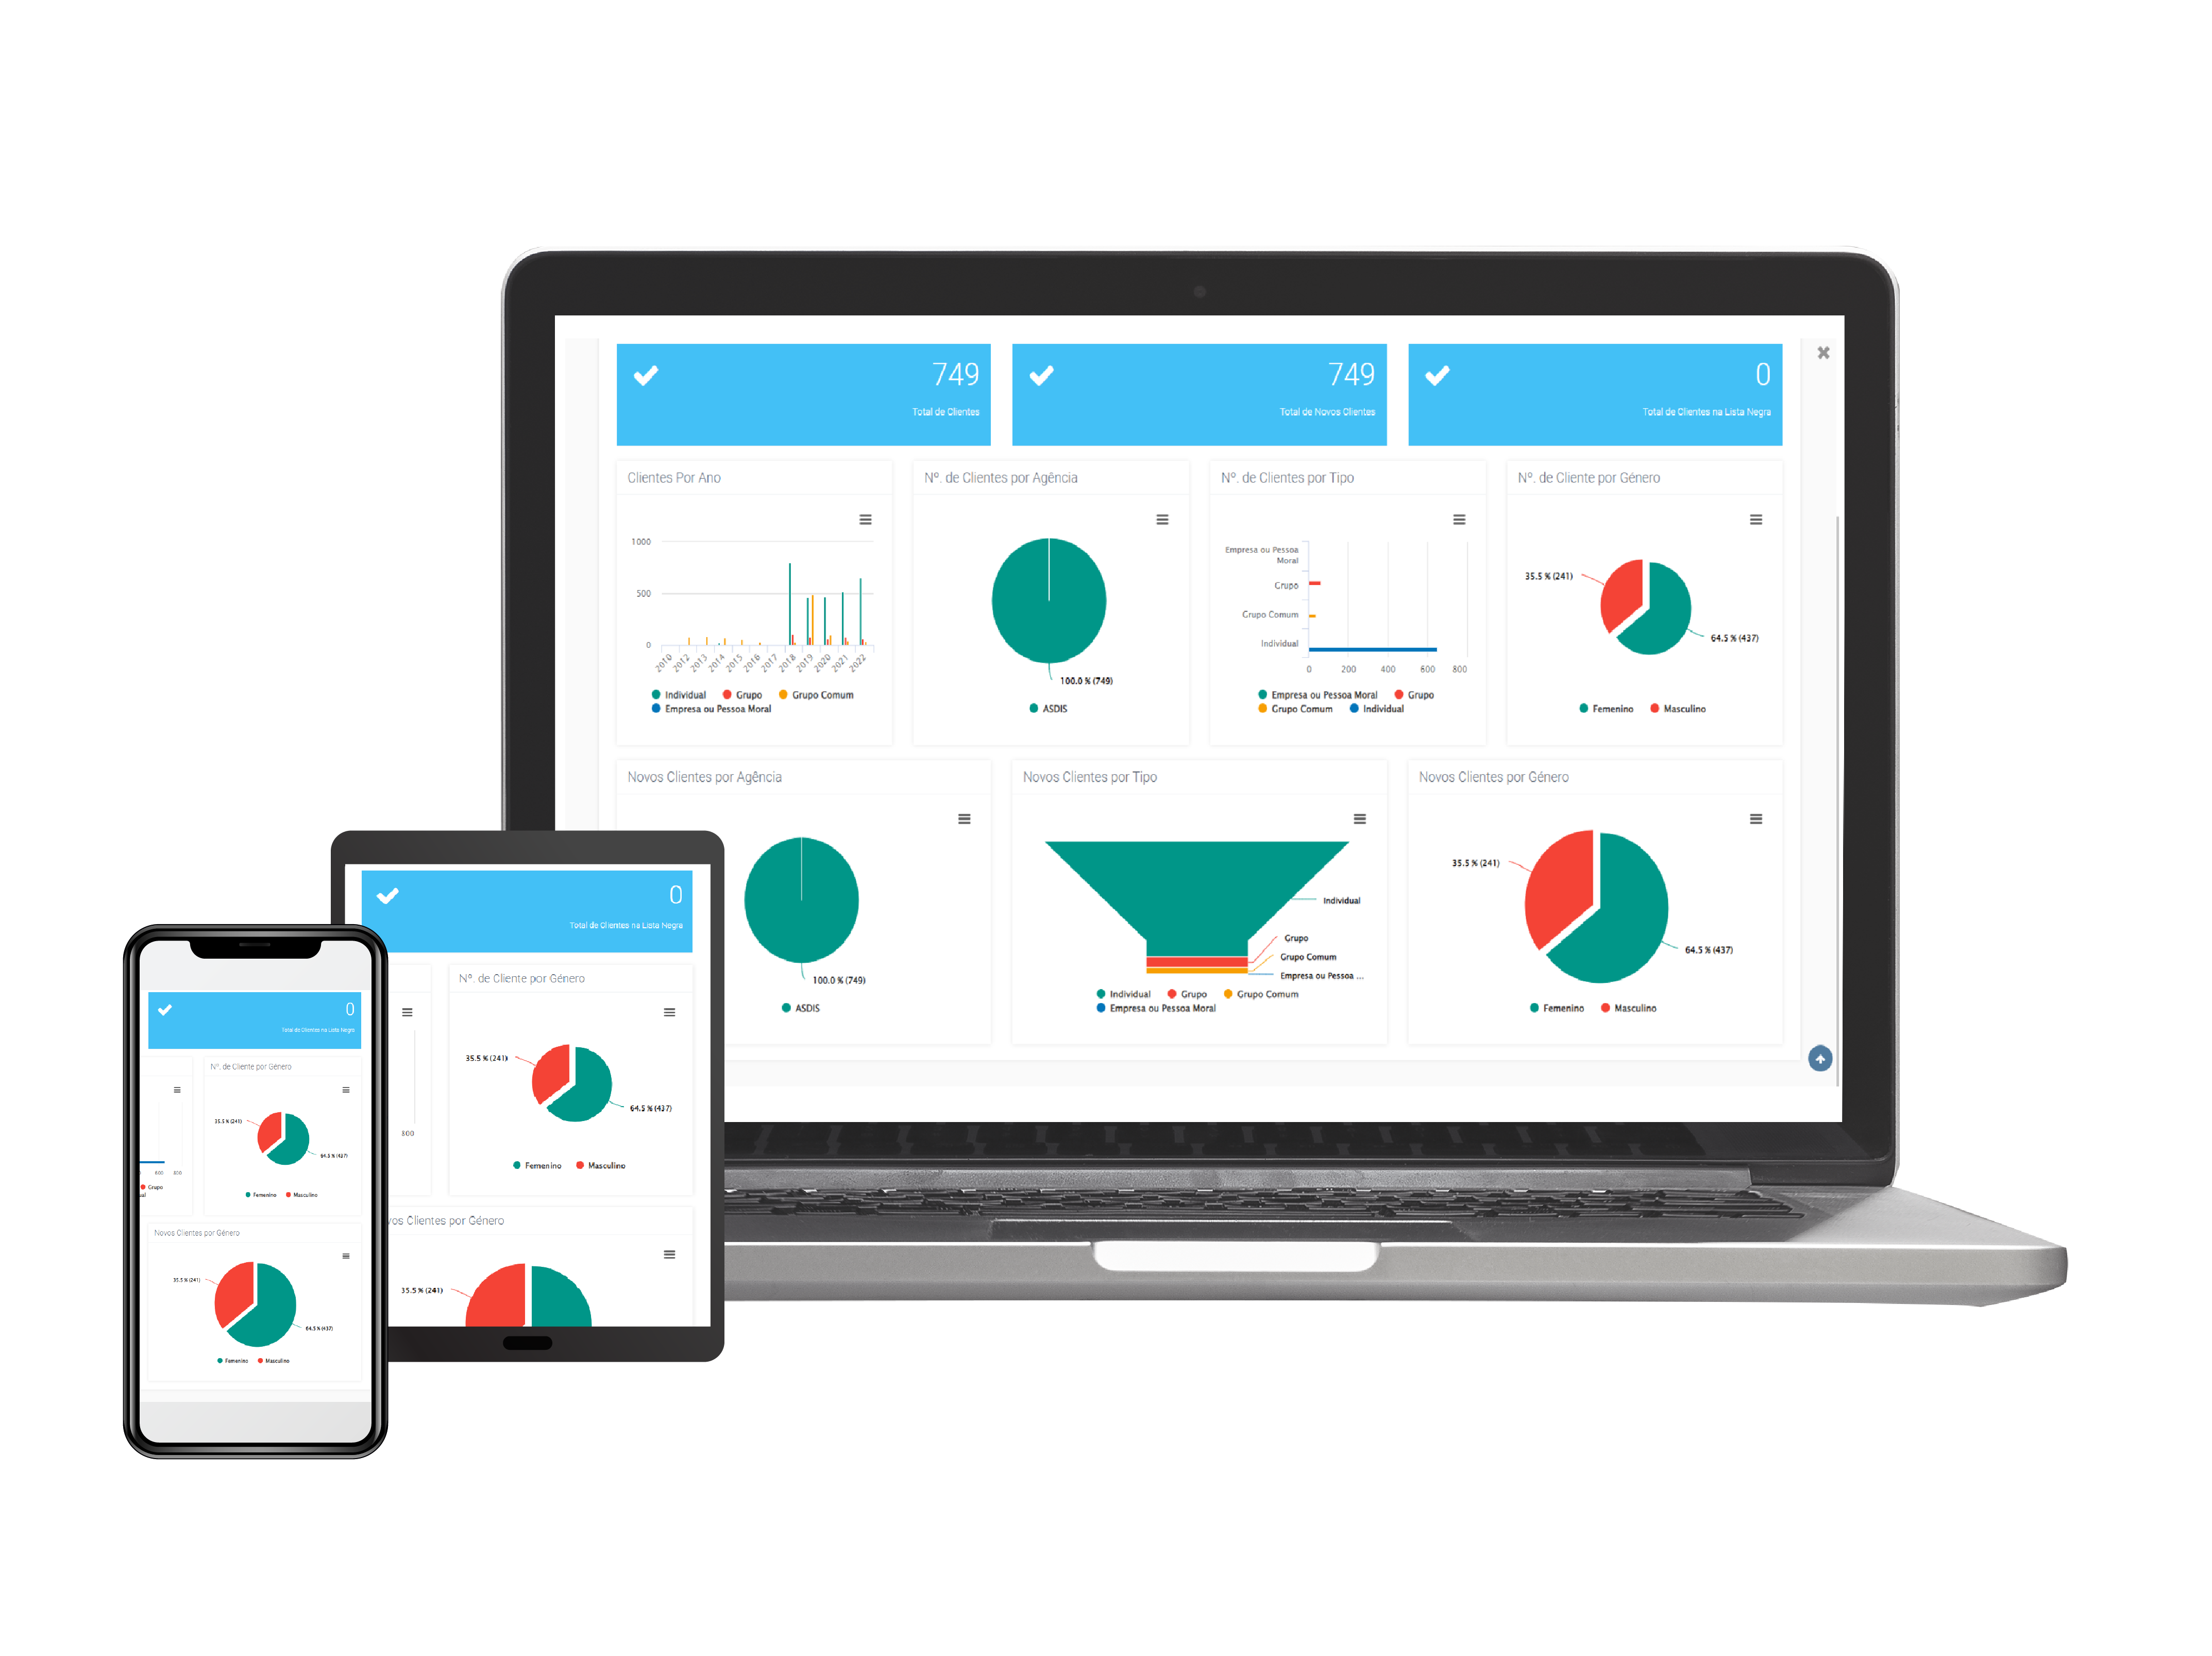 749
Total de Clientes
749
Total de Novos Clientes
0
Total de Clientes na Lista Negra
Clientes Por Ano
1000
500
0
2010 2012 2013 2014 2015 2016 2017 2018 2019 2020 2021 2022
Individual Grupo Grupo Comum
Empresa ou Pessoa Moral
Nº. de Clientes por Agência
100.0 % (749)
ASDIS
Nº. de Clientes por Tipo
Empresa ou Pessoa
Moral
Grupo
Grupo Comum
Individual
0 200 400 600 800
Empresa ou Pessoa Moral Grupo
Grupo Comum Individual
Nº. de Cliente por Género
35.5 % (241)
64.5 % (437)
Femenino Masculino
Novos Clientes por Agência
100.0 % (749)
ASDIS
Novos Clientes por Tipo
Individual
Grupo
Grupo Comum
Empresa ou Pessoa ...
Individual Grupo Grupo Comum
Empresa ou Pessoa Moral
Novos Clientes por Género
35.5 % (241)
64.5 % (437)
Femenino Masculino
0
Total de Clientes na Lista Negra
Nº. de Cliente por Género
35.5 % (241)
64.5 % (437)
800
Femenino Masculino
vos Clientes por Género
35.5 % (241)
0
Total de Clientes na Lista Negra
Nº. de Cliente por Género
35.5 % (241)
64.5 % (437)
600 800
Grupo
ual
Femenino Masculino
Novos Clientes por Género
35.5 % (241)
64.5 % (437)
Femenino Masculino